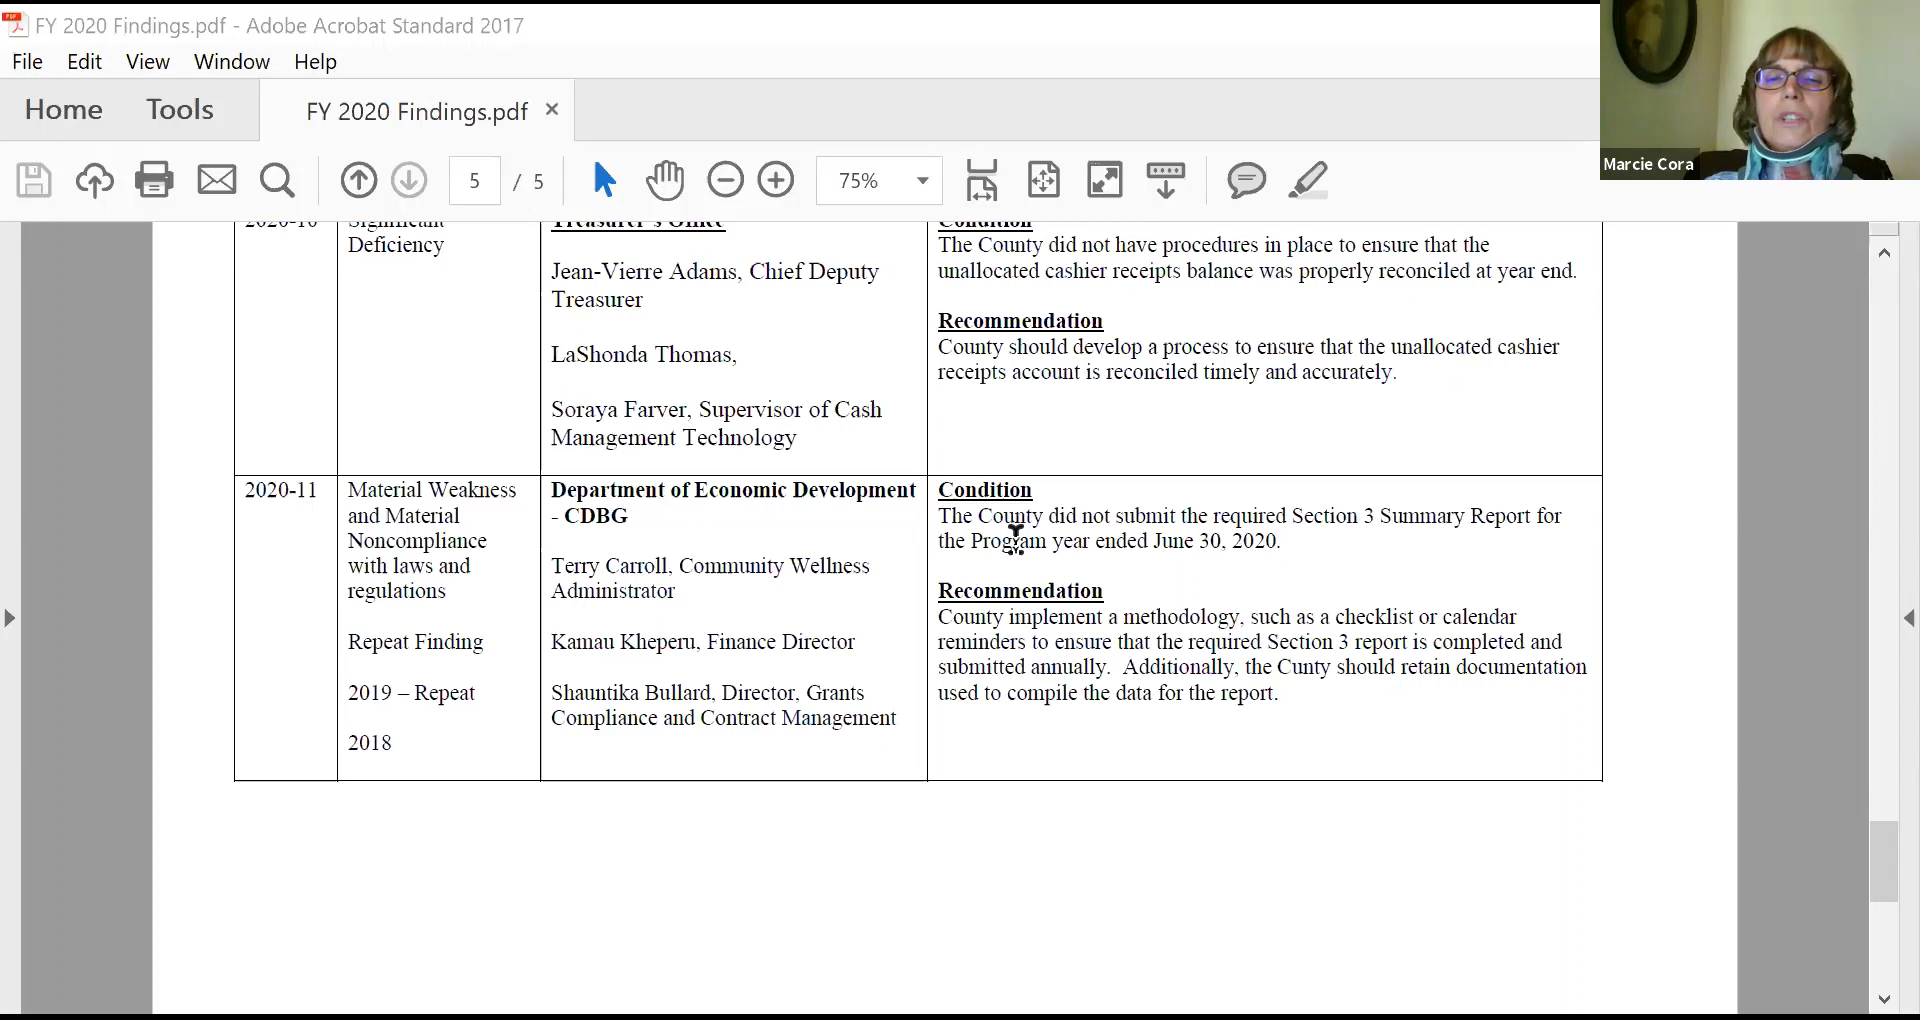 FY 2020 Findings.pdf - Adobe Acrobat Standard 2017
File Edit View Window Help
Home Tools FY 2020 Findings.pdf ×
5 / 5 75%
Marcie Cora
2020-10
Significant
Deficiency
Treasurer's Office
Jean-Vierre Adams, Chief Deputy
Treasurer
LaShonda Thomas,
Soraya Farver, Supervisor of Cash
Management Technology
Condition
The County did not have procedures in place to ensure that the
unallocated cashier receipts balance was properly reconciled at year end.
Recommendation
County should develop a process to ensure that the unallocated cashier
receipts account is reconciled timely and accurately.
2020-11
Material Weakness
and Material
Noncompliance
with laws and
regulations
Repeat Finding
2019 – Repeat
2018
Department of Economic Development
- CDBG
Terry Carroll, Community Wellness
Administrator
Kamau Kheperu, Finance Director
Shauntika Bullard, Director, Grants
Compliance and Contract Management
Condition
The County did not submit the required Section 3 Summary Report for
the Program year ended June 30, 2020.
Recommendation
County implement a methodology, such as a checklist or calendar
reminders to ensure that the required Section 3 report is completed and
submitted annually. Additionally, the Cunty should retain documentation
used to compile the data for the report.